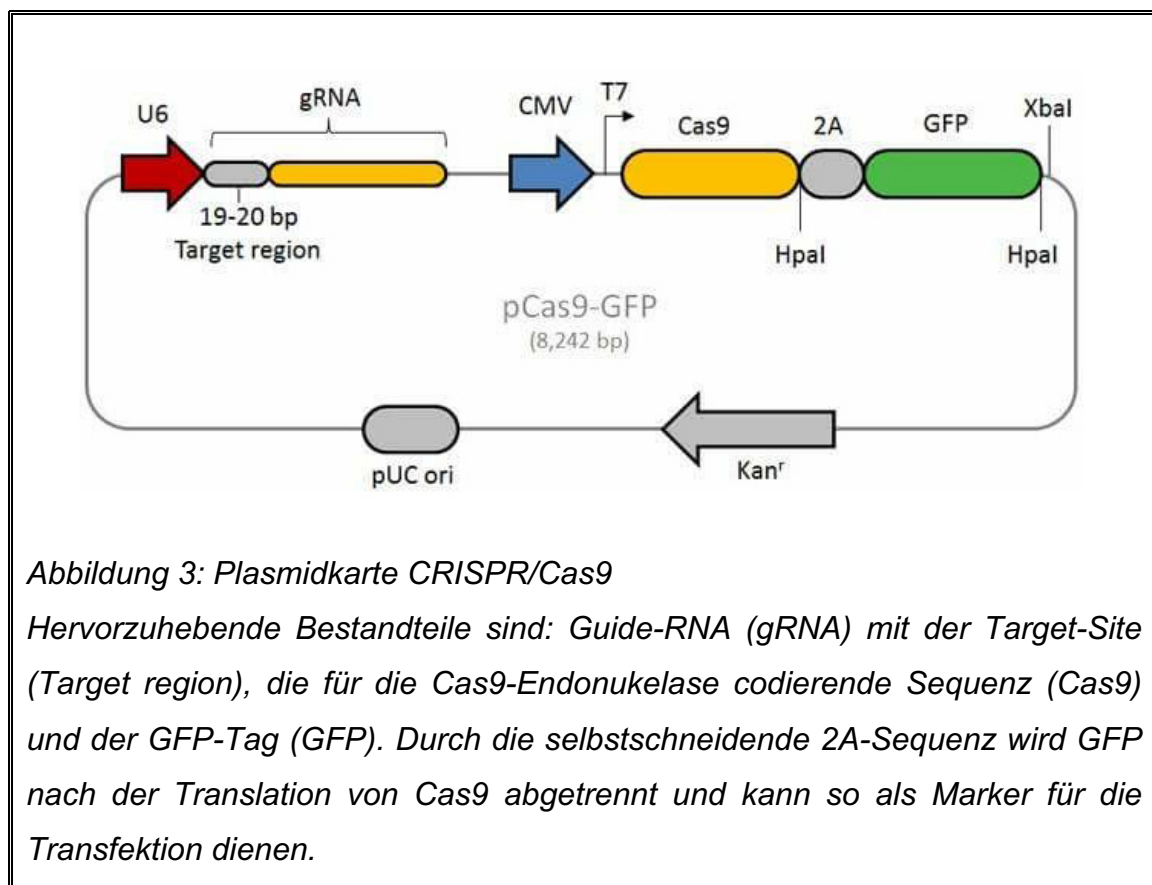 U6 gRNA CMV T7 Cas9 2A GFP XbaI
19-20 bp
Target region
HpaI HpaI
pCas9-GFP
(8,242 bp)
pUC ori Kanʳ
Abbildung 3: Plasmidkarte CRISPR/Cas9
Hervorzuhebende Bestandteile sind: Guide-RNA (gRNA) mit der Target-Site
(Target region), die für die Cas9-Endonukelase codierende Sequenz (Cas9)
und der GFP-Tag (GFP). Durch die selbstschneidende 2A-Sequenz wird GFP
nach der Translation von Cas9 abgetrennt und kann so als Marker für die
Transfektion dienen.